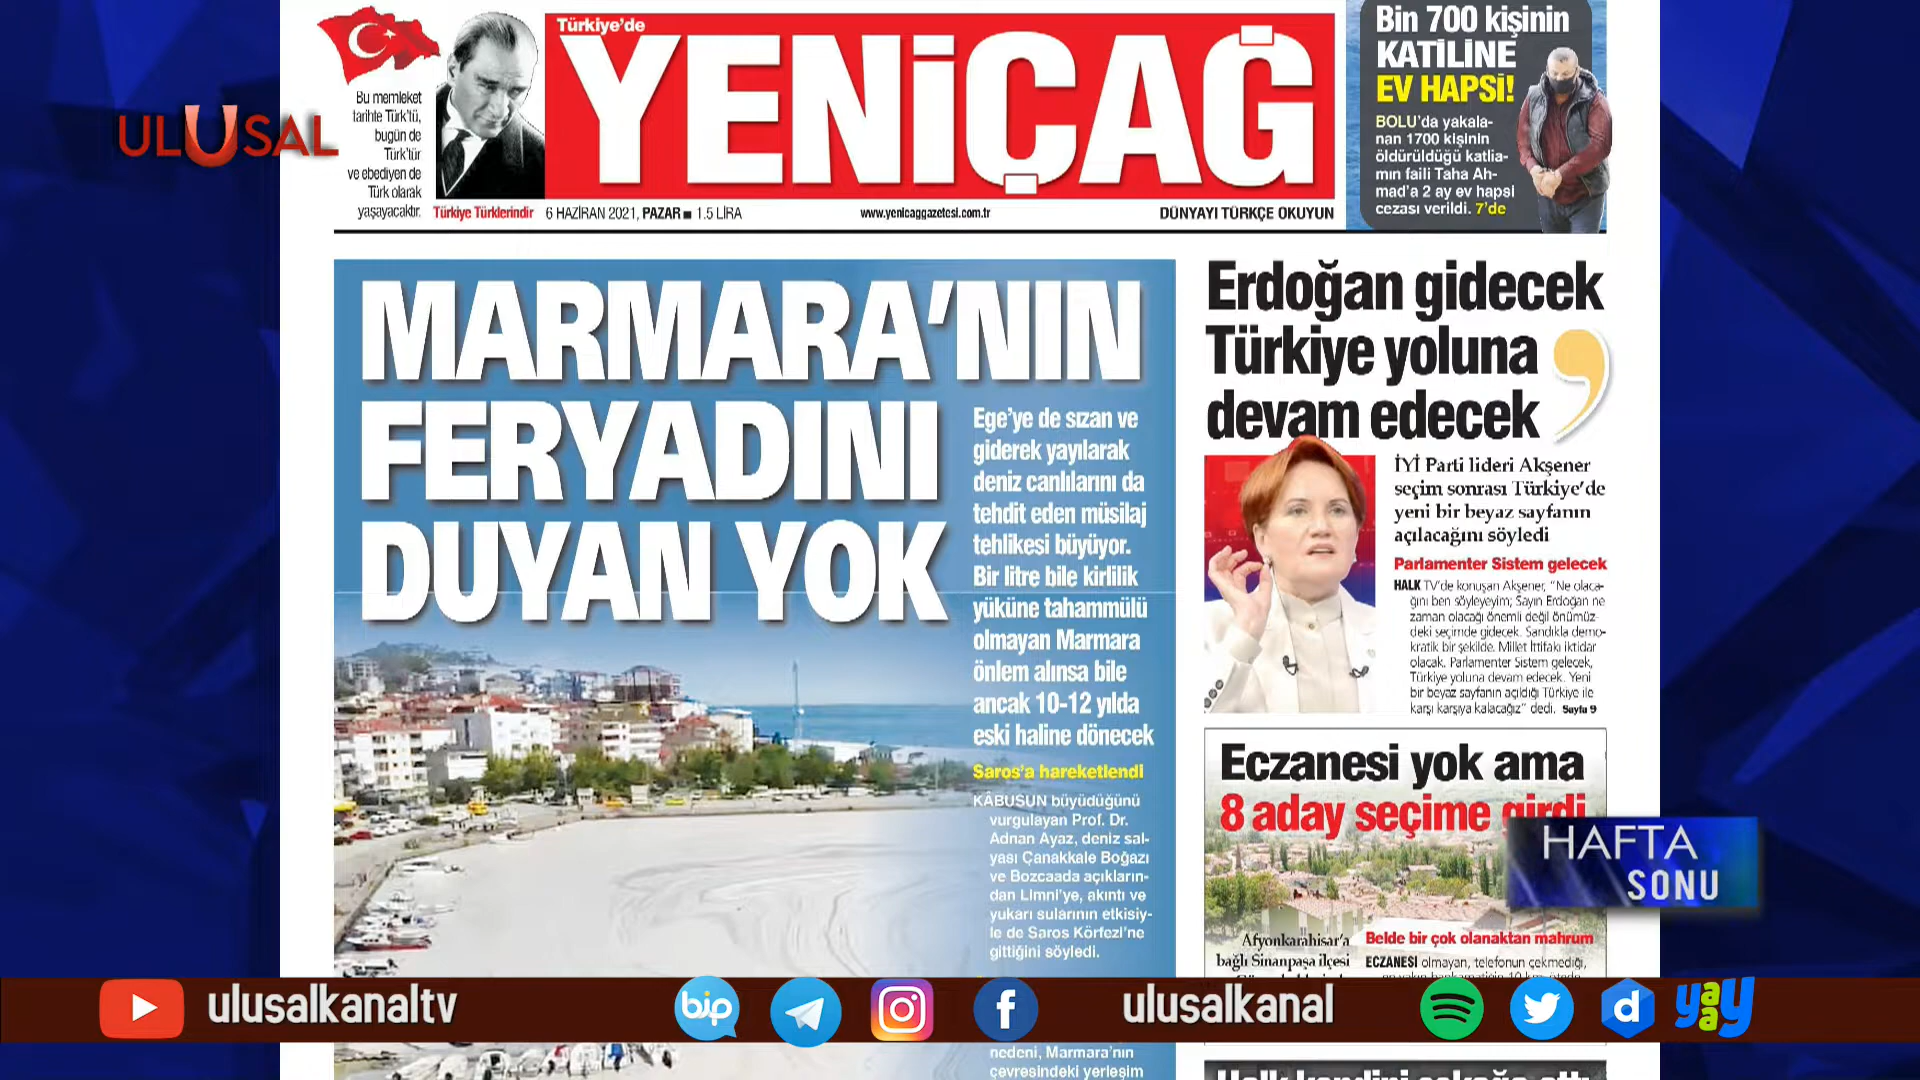 ULUSAL
Bu memleket
tarihte Türk'tü,
bugün de
Türk'tür
ve ebediyen de
Türk olarak
yaşayacaktır.
Türkiye Türklerindir
Türkiye'de
YENİÇAĞ
6 HAZİRAN 2021, PAZAR ■ 1.5 LİRA
www.yenicaggazetesi.com.tr
DÜNYAYI TÜRKÇE OKUYUN
Bin 700 kişinin
KATİLİNE
EV HAPSİ!
BOLU'da yakala-
nan 1700 kişinin
öldürüldüğü katlia-
mın faili Taha Ah-
mad'a 2 ay ev hapsi
cezası verildi. 7'de
MARMARA'NIN
FERYADINI
DUYAN YOK
Ege'ye de sızan ve
giderek yayılarak
deniz canlılarını da
tehdit eden müsilaj
tehlikesi büyüyor.
Bir litre bile kirlilik
yüküne tahammülü
olmayan Marmara
önlem alınsa bile
ancak 10-12 yılda
eski haline dönecek
Saros'a hareketlendi
KÂBUSUN büyüdüğünü
vurgulayan Prof. Dr.
Adnan Ayaz, deniz sal-
yası Çanakkale Boğazı
ve Bozcaada açıkların-
dan Limni'ye, akıntı ve
yukarı sularının etkisiy-
le de Saros Körfezi'ne
gittiğini söyledi.
nedeni, Marmara'nın
çevresindeki yerleşim
Erdoğan gidecek
Türkiye yoluna
devam edecek
İYİ Parti lideri Akşener
seçim sonrası Türkiye'de
yeni bir beyaz sayfanın
açılacağını söyledi
Parlamenter Sistem gelecek
HALK TV'de konuşan Akşener, "Ne olaca-
ğını ben söyleyeyim; Sayın Erdoğan ne
zaman olacağı önemli değil önümüz-
deki seçimde gidecek. Sandıkla demo-
kratik bir şekilde. Millet İttifakı iktidar
olacak. Parlamenter Sistem gelecek,
Türkiye yoluna devam edecek. Yeni
bir beyaz sayfanın açıldığı Türkiye ile
karşı karşıya kalacağız" dedi. Sayfa 9
Eczanesi yok ama
8 aday seçime girdi
HAFTA
SONU
Afyonkarahisar'a
bağlı Sinanpaşa ilçesi
Belde bir çok olanaktan mahrum
ECZANESİ olmayan, telefonun çekmediği,
ulusalkanaltv
bip
f
ulusalkanal
d
yaay